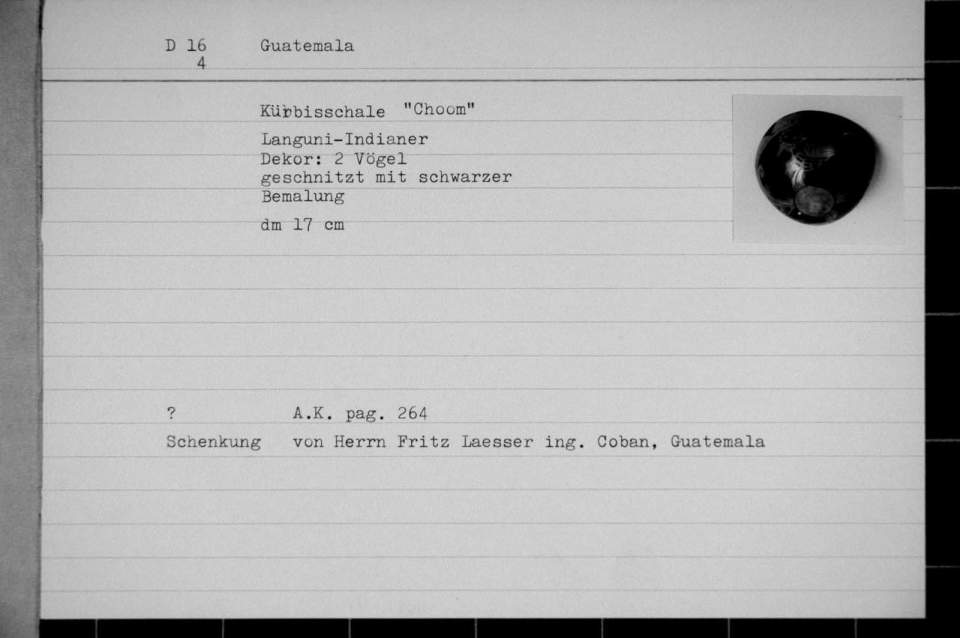 D 16 Guatemala
4
Kürbisschale "Choom"
Languni-Indianer
Dekor: 2 Vögel
geschnitzt mit schwarzer
Bemalung
dm 17 cm
? A.K. pag. 264
Schenkung von Herrn Fritz Laesser ing. Coban, Guatemala